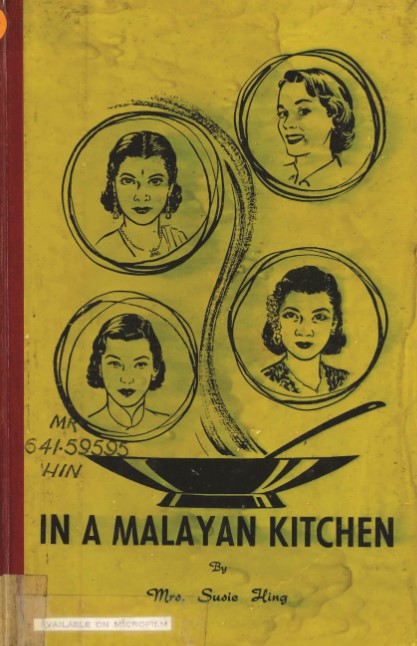 MR
641.59595
HIN
IN A MALAYAN KITCHEN
By
Mrs. Susie Hing
AVAILABLE ON MICROFILM